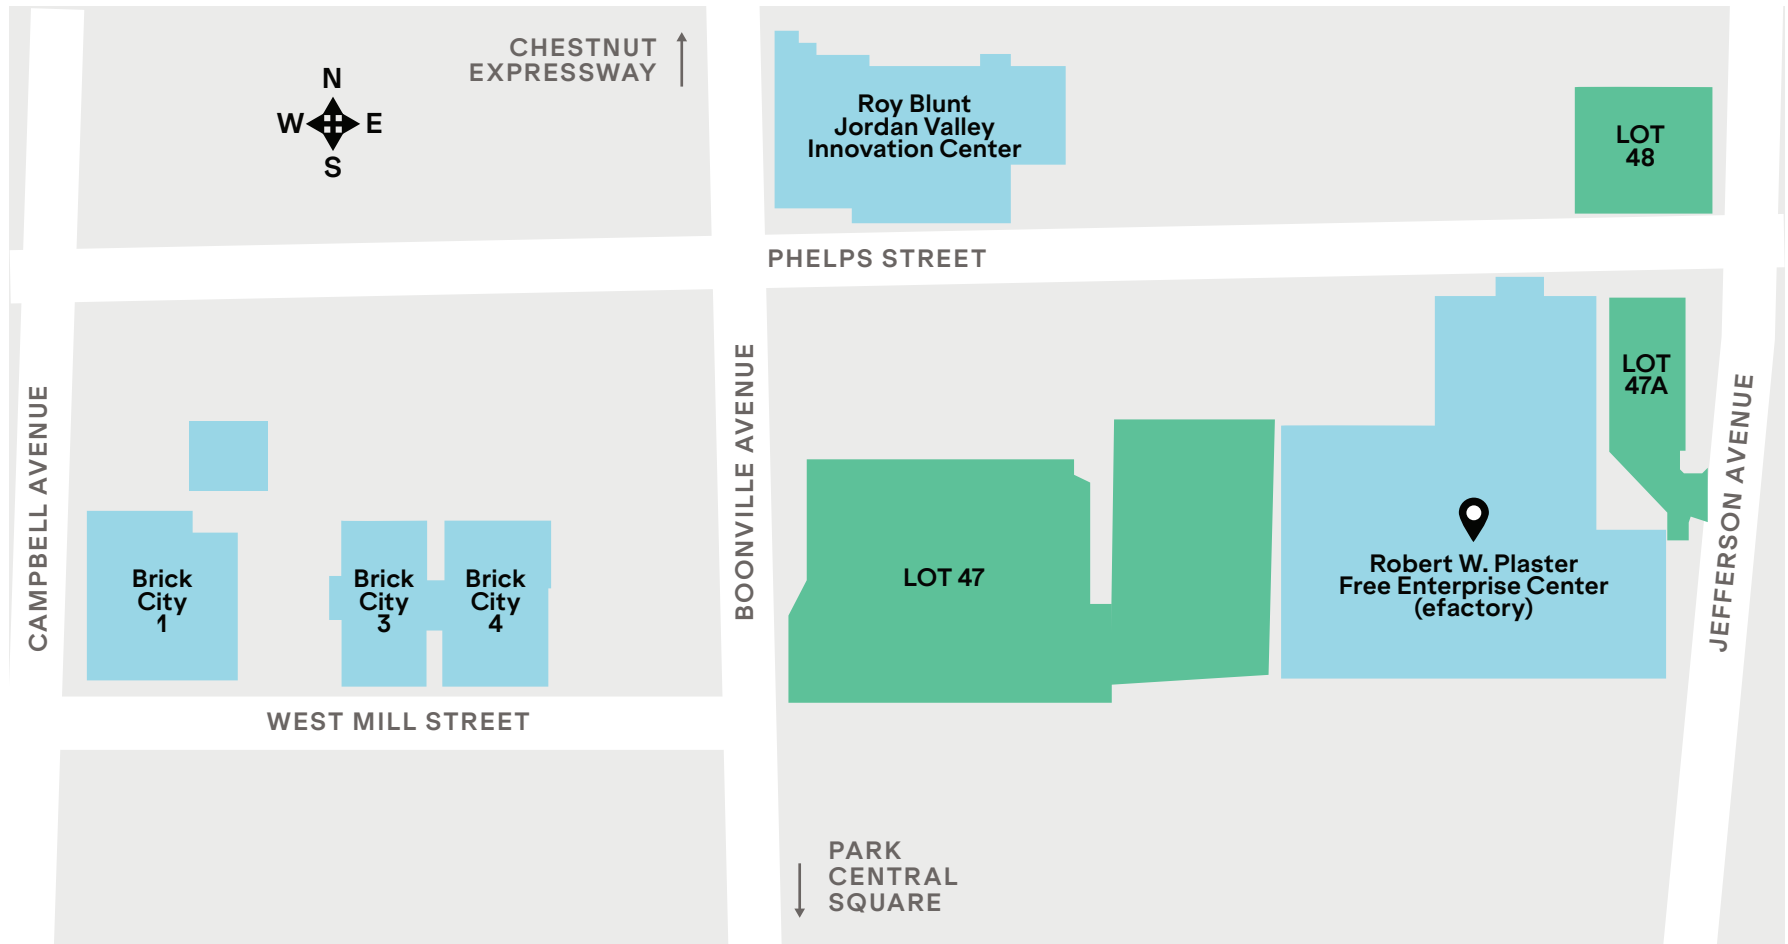 CHESTNUT
EXPRESSWAY
N
W
E
S
Roy Blunt
Jordan Valley
Innovation Center
LOT
48
PHELPS STREET
LOT
47A
CAMPBELL AVENUE
BOONVILLE AVENUE
JEFFERSON AVENUE
Brick
City
1
Brick
City
3
Brick
City
4
LOT 47
Robert W. Plaster
Free Enterprise Center
(efactory)
WEST MILL STREET
PARK
CENTRAL
SQUARE